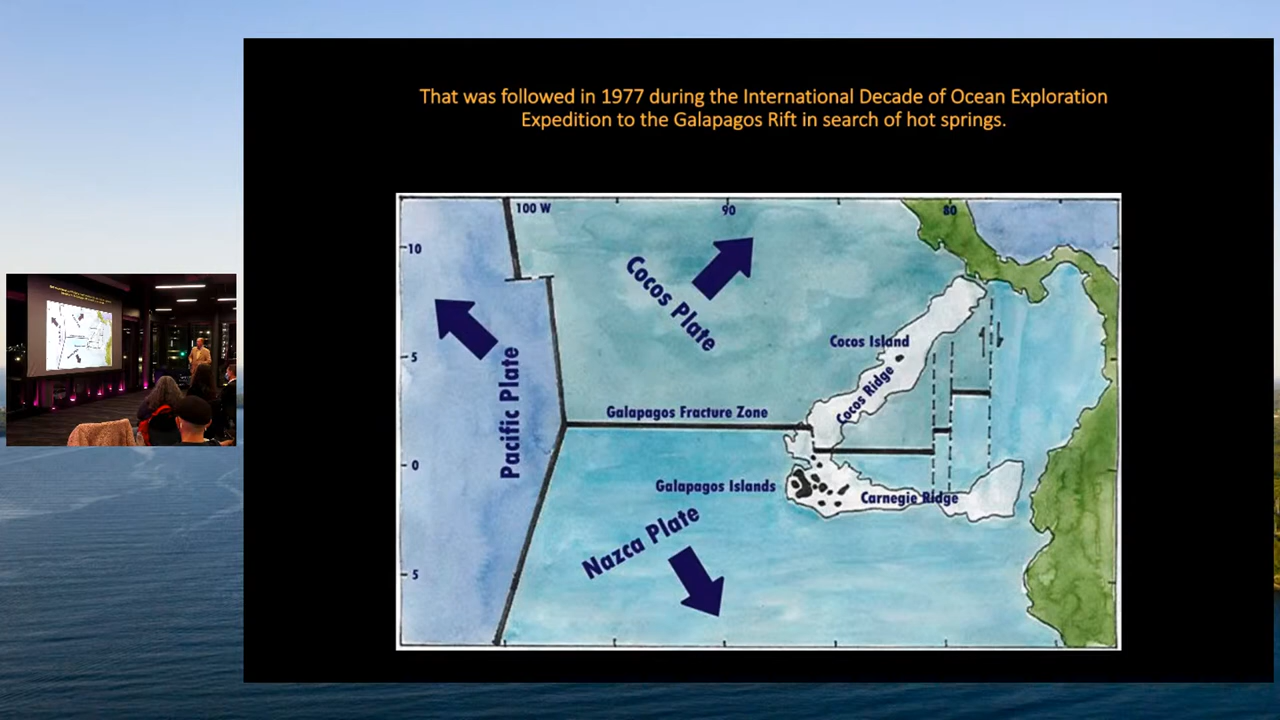 That was followed in 1977 during the International Decade of Ocean Exploration
Expedition to the Galapagos Rift in search of hot springs.
100 W
90
80
10
Cocos Plate
5
Cocos Island
Pacific Plate
Cocos Ridge
Galapagos Fracture Zone
0
Galapagos Islands
Carnegie Ridge
Nazca Plate
5